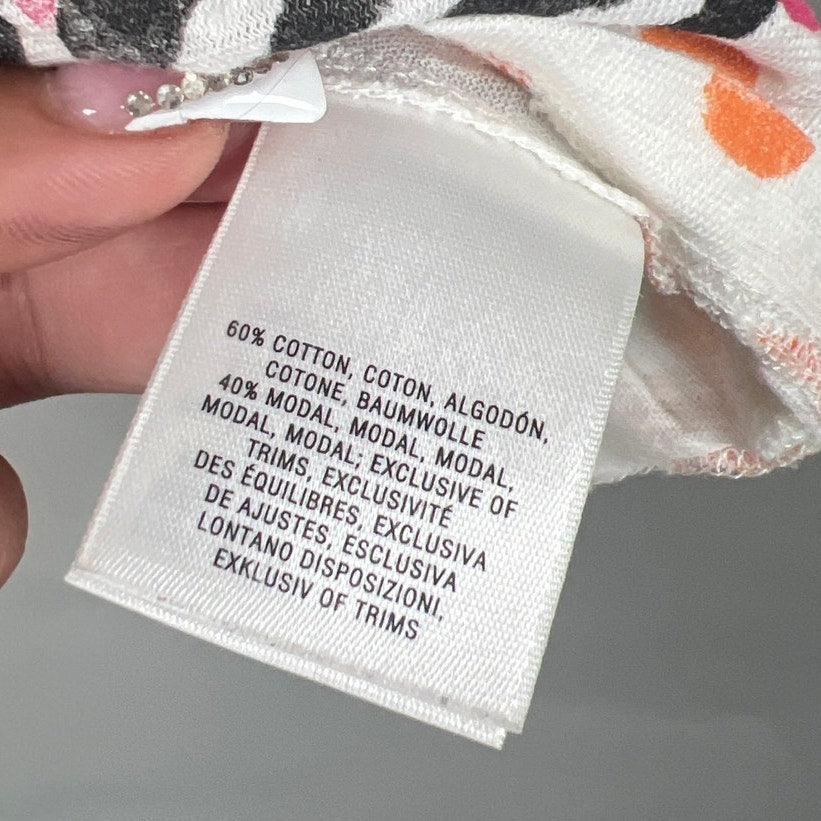 60% COTTON, COTON, ALGODÓN,
COTONE, BAUMWOLLE
40% MODAL, MODAL, MODAL,
MODAL, MODAL; EXCLUSIVE OF
TRIMS, EXCLUSIVITÉ
DES ÉQUILIBRES, EXCLUSIVA
DE AJUSTES, ESCLUSIVA
LONTANO DISPOSIZIONI,
EXKLUSIV OF TRIMS